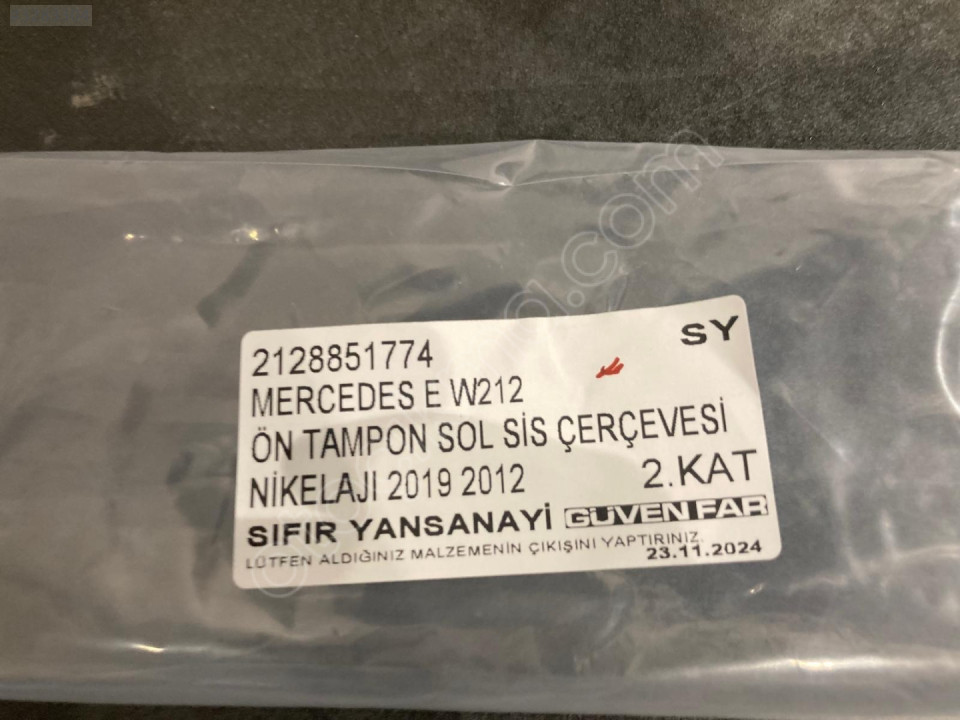 2128851774
SY
MERCEDES E W212
ÖN TAMPON SOL SİS ÇERÇEVESİ
NİKELAJI 2019 2012
2.KAT
SIFIR YANSANAYİ GÜVEN FAR
LÜTFEN ALDIĞINIZ MALZEMENİN ÇIKIŞINI YAPTIRINIZ.
23.11.2024